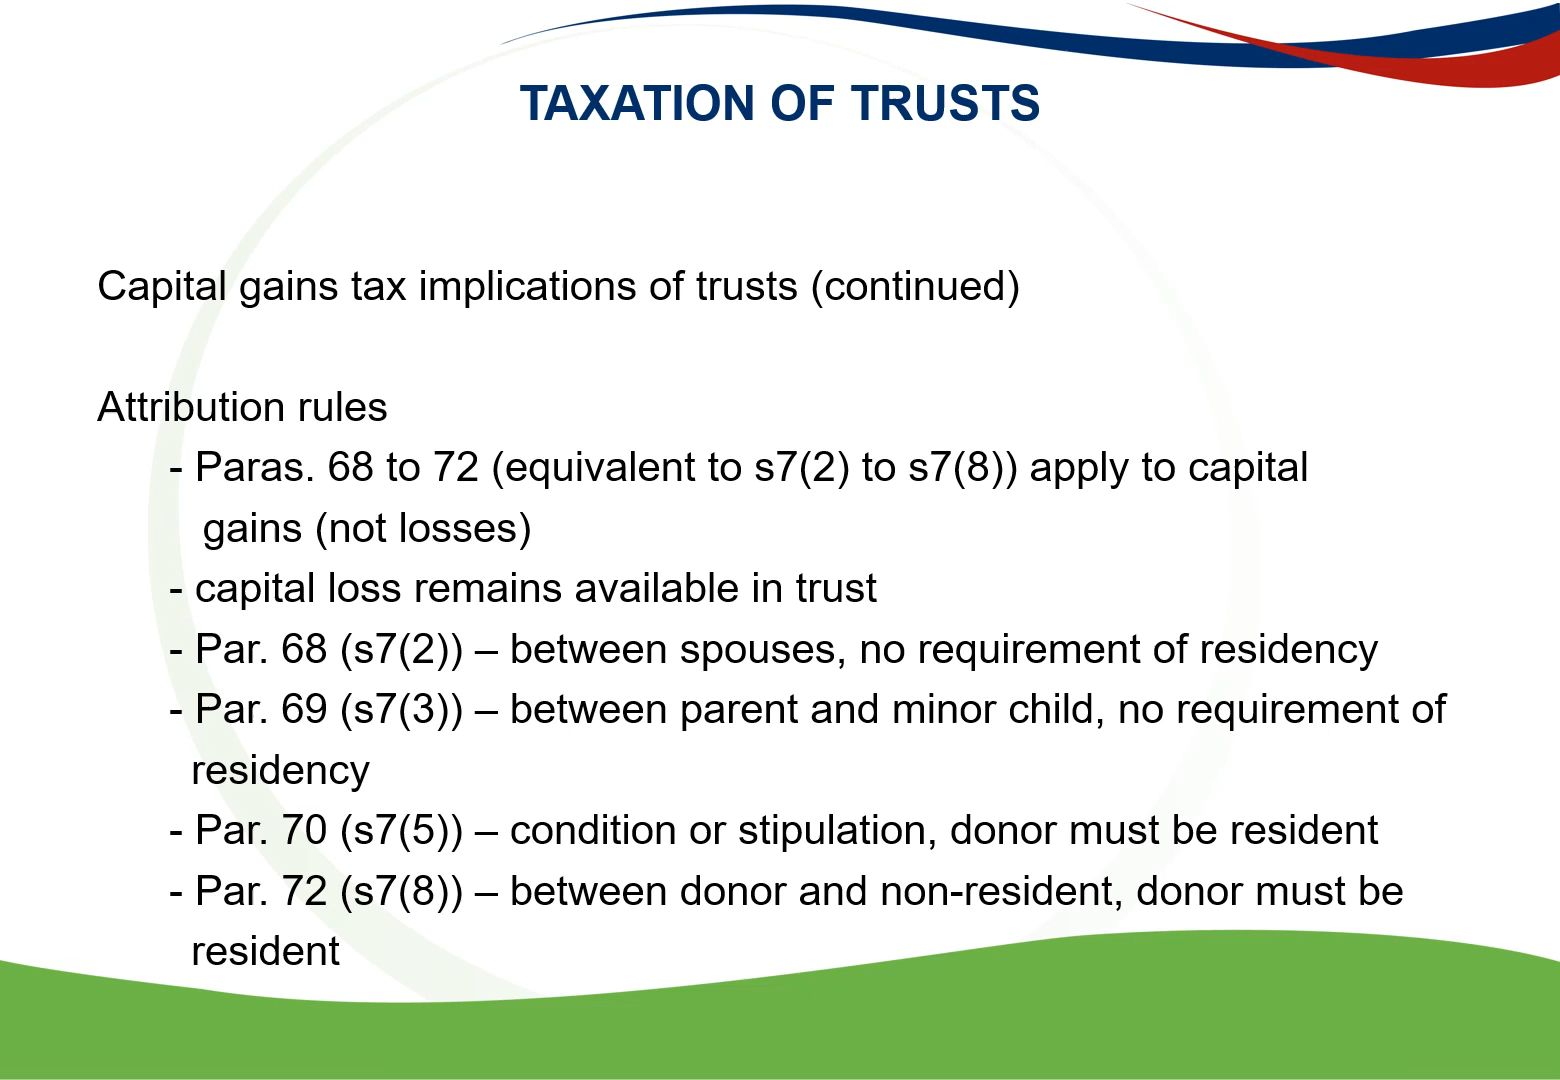 TAXATION OF TRUSTS
Capital gains tax implications of trusts (continued)
Attribution rules
- Paras. 68 to 72 (equivalent to s7(2) to s7(8)) apply to capital
gains (not losses)
- capital loss remains available in trust
- Par. 68 (s7(2)) – between spouses, no requirement of residency
- Par. 69 (s7(3)) – between parent and minor child, no requirement of
residency
- Par. 70 (s7(5)) – condition or stipulation, donor must be resident
- Par. 72 (s7(8)) – between donor and non-resident, donor must be
resident